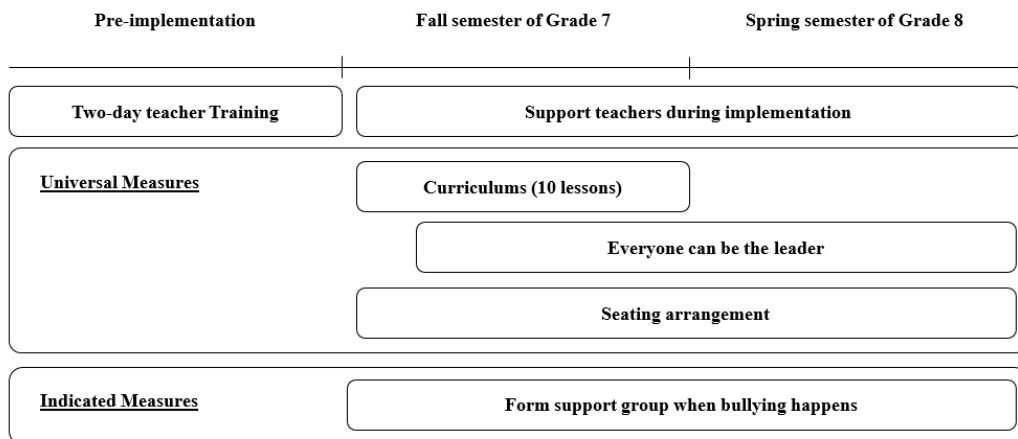 Pre-implementation
Fall semester of Grade 7
Spring semester of Grade 8
Two-day teacher Training
Support teachers during implementation
Universal Measures
Curriculums (10 lessons)
Everyone can be the leader
Seating arrangement
Indicated Measures
Form support group when bullying happens